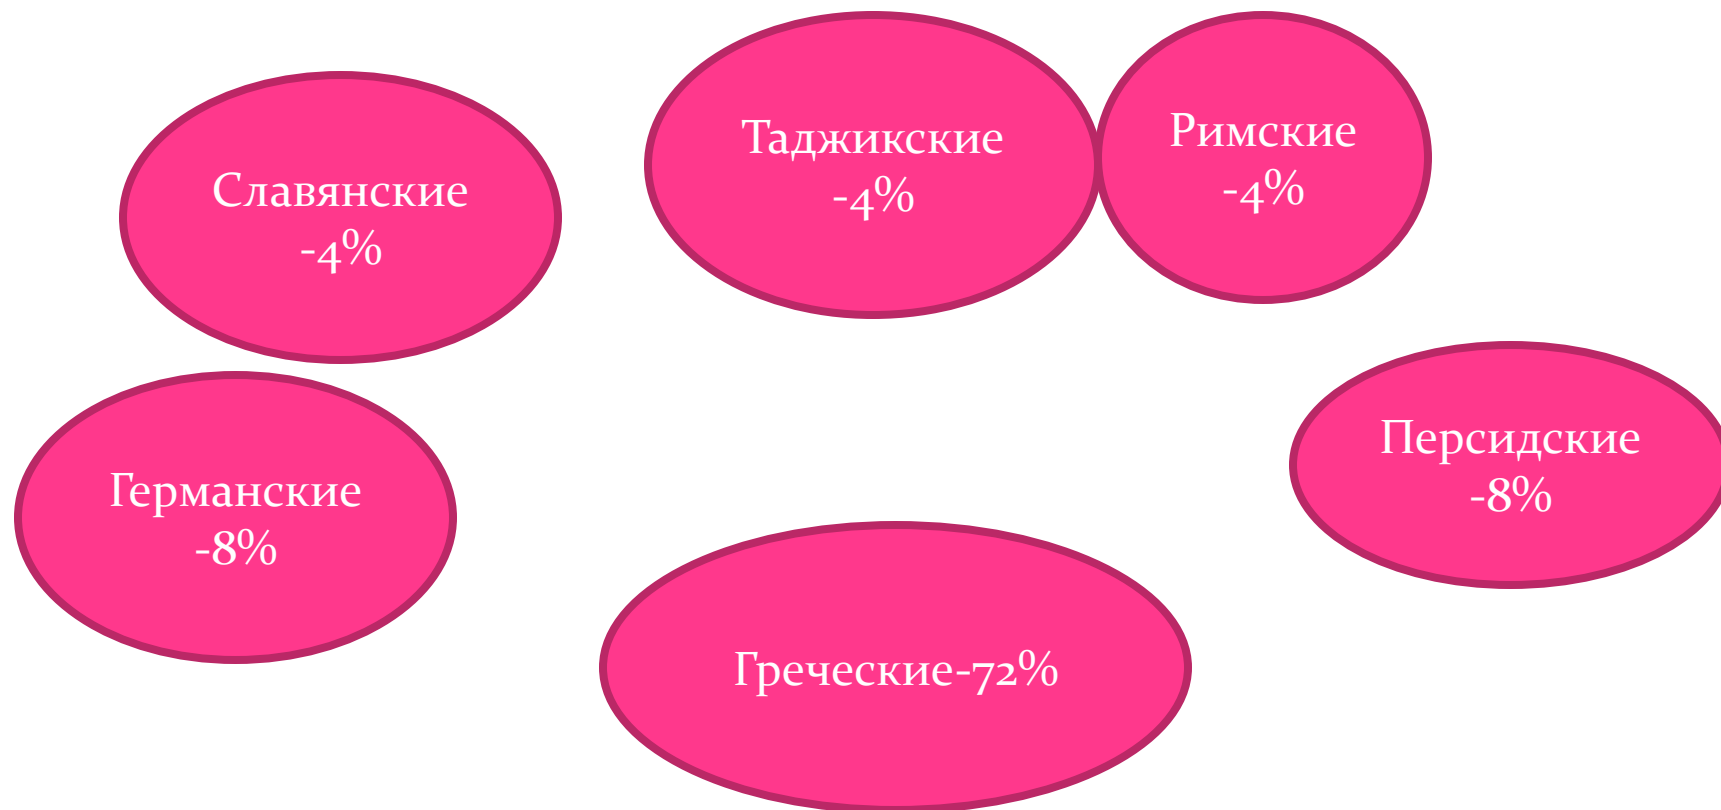 Таджикские
-4%
Римские
-4%
Славянские
-4%
Персидские
-8%
Германские
-8%
Греческие-72%